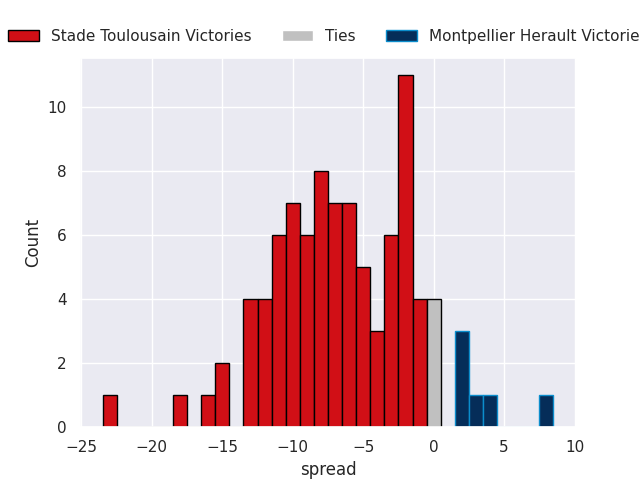 Stade Toulousain Victories Ties Montpellier Herault Victorie
10
8
6
4
2
0
Count
−25 −20 −15 −10 −5 0 5 10
spread